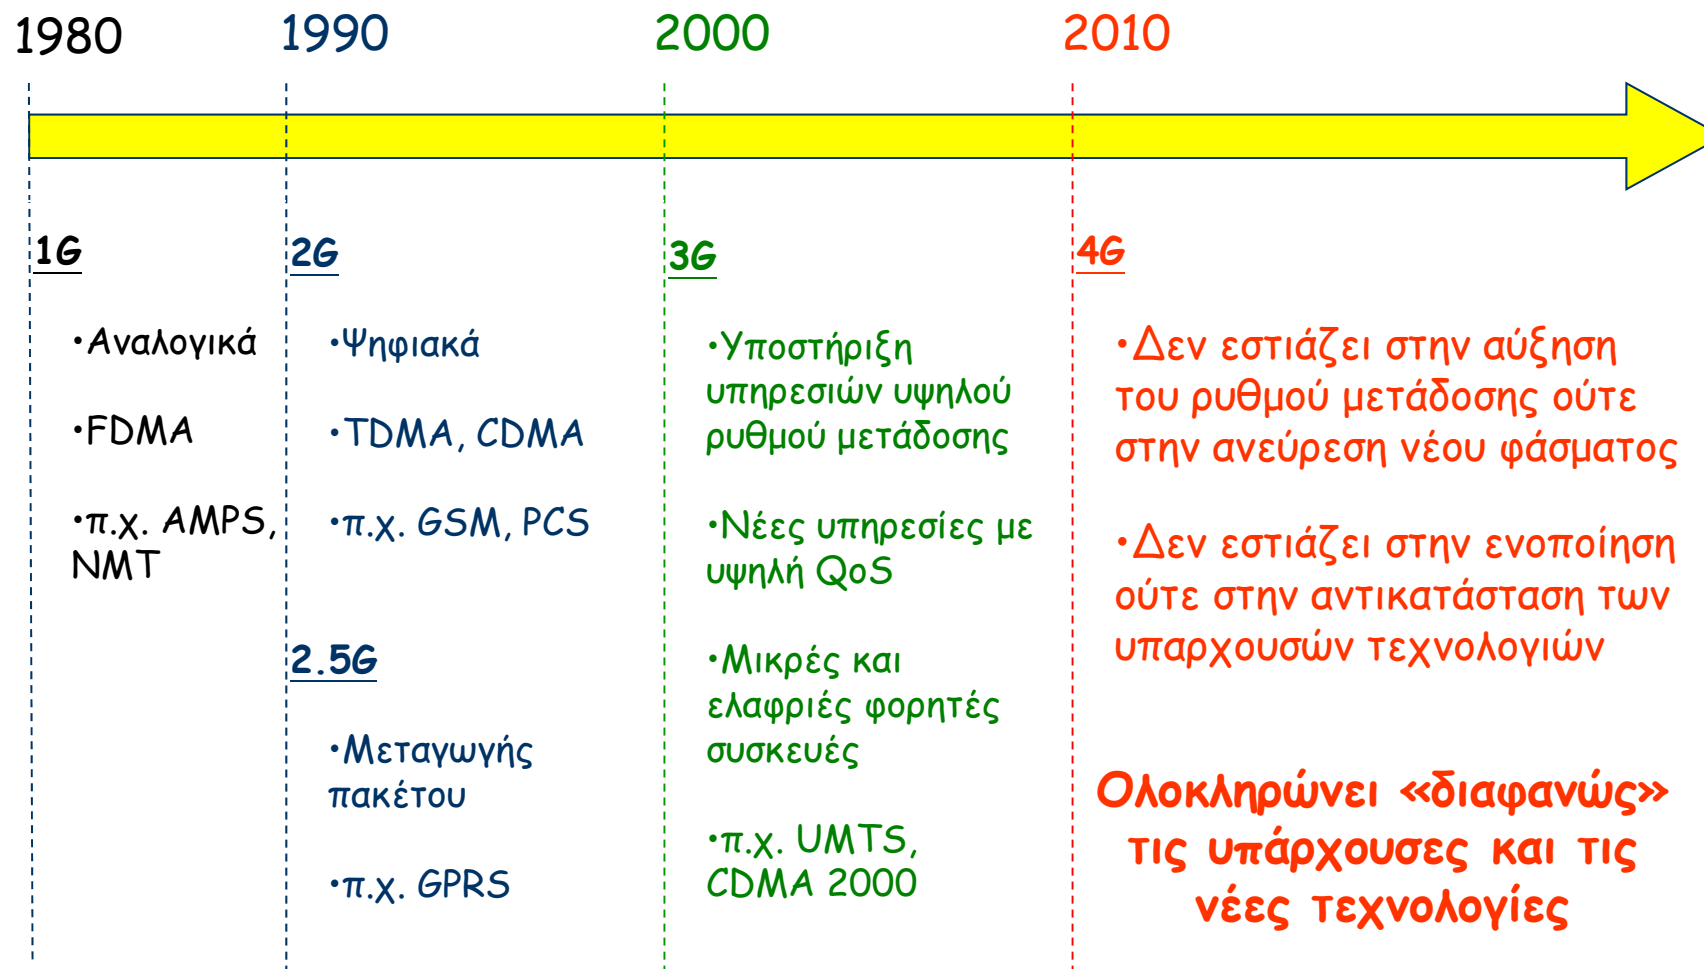 1980
1990
2000
2010
1G
•Αναλογικά
•FDMA
•π.χ. AMPS,
NMT
2G
•Ψηφιακά
•TDMA, CDMA
•π.χ. GSM, PCS
2.5G
•Μεταγωγής
πακέτου
•π.χ. GPRS
3G
•Υποστήριξη
υπηρεσιών υψηλού
ρυθμού μετάδοσης
•Νέες υπηρεσίες με
υψηλή QoS
•Μικρές και
ελαφριές φορητές
συσκευές
•π.χ. UMTS,
CDMA 2000
4G
•Δεν εστιάζει στην αύξηση
του ρυθμού μετάδοσης ούτε
στην ανεύρεση νέου φάσματος
•Δεν εστιάζει στην ενοποίηση
ούτε στην αντικατάσταση των
υπαρχουσών τεχνολογιών
Ολοκληρώνει «διαφανώς»
τις υπάρχουσες και τις
νέες τεχνολογίες